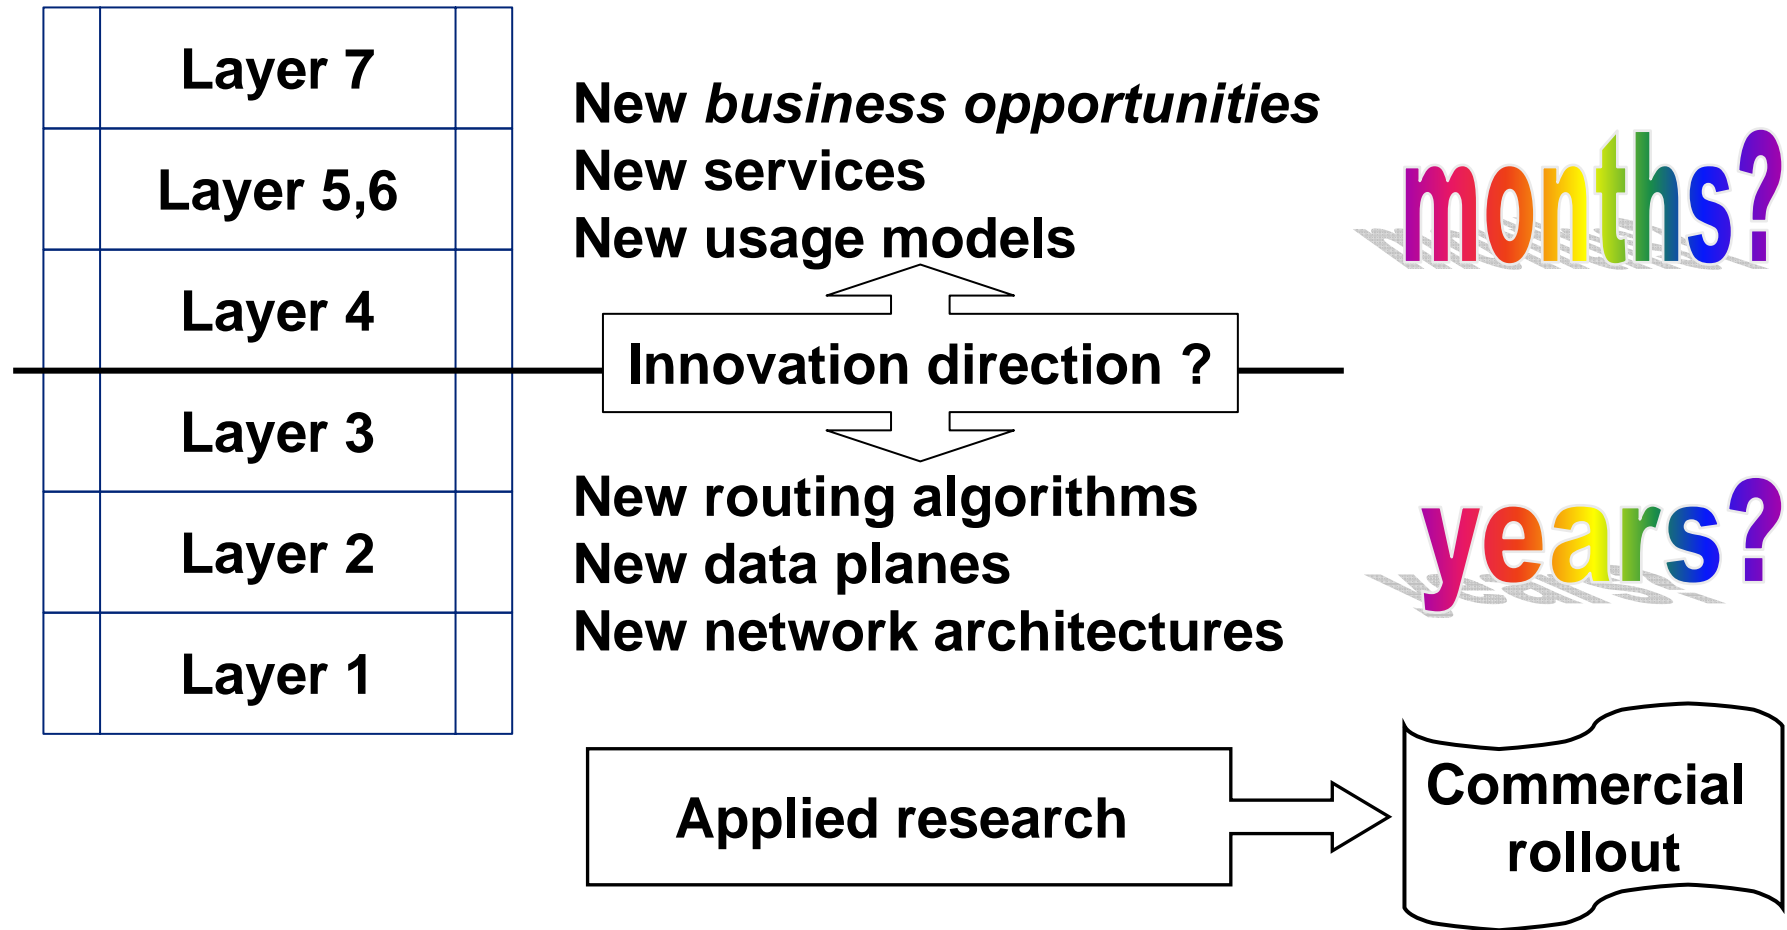 Layer 7
Layer 5,6
Layer 4
Layer 3
Layer 2
Layer 1
New business opportunities
New services
New usage models
months?
Innovation direction ?
New routing algorithms
New data planes
New network architectures
years?
Applied research
Commercial
rollout